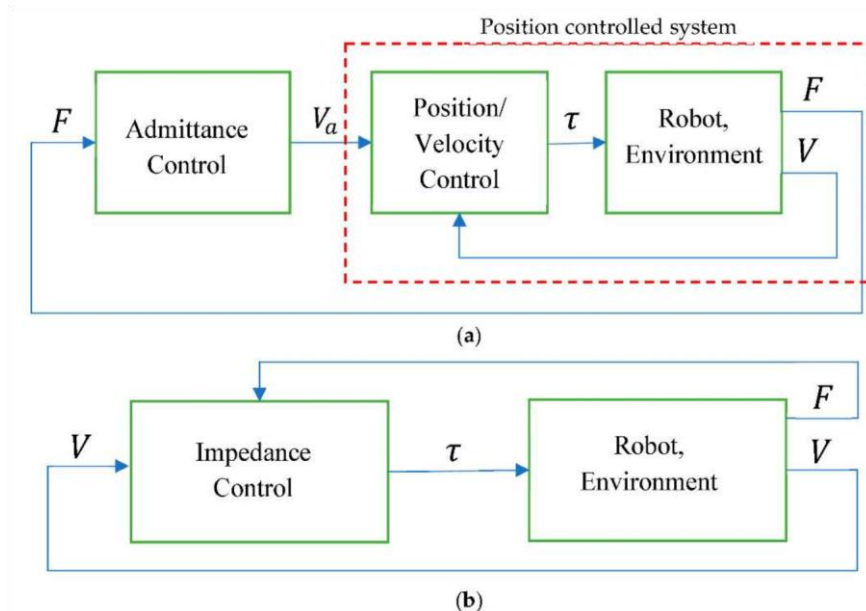 Position controlled system
F
Admittance
Control
V_a
Position/
Velocity
Control
τ
Robot,
Environment
F
V
(a)
V
Impedance
Control
τ
Robot,
Environment
F
V
(b)